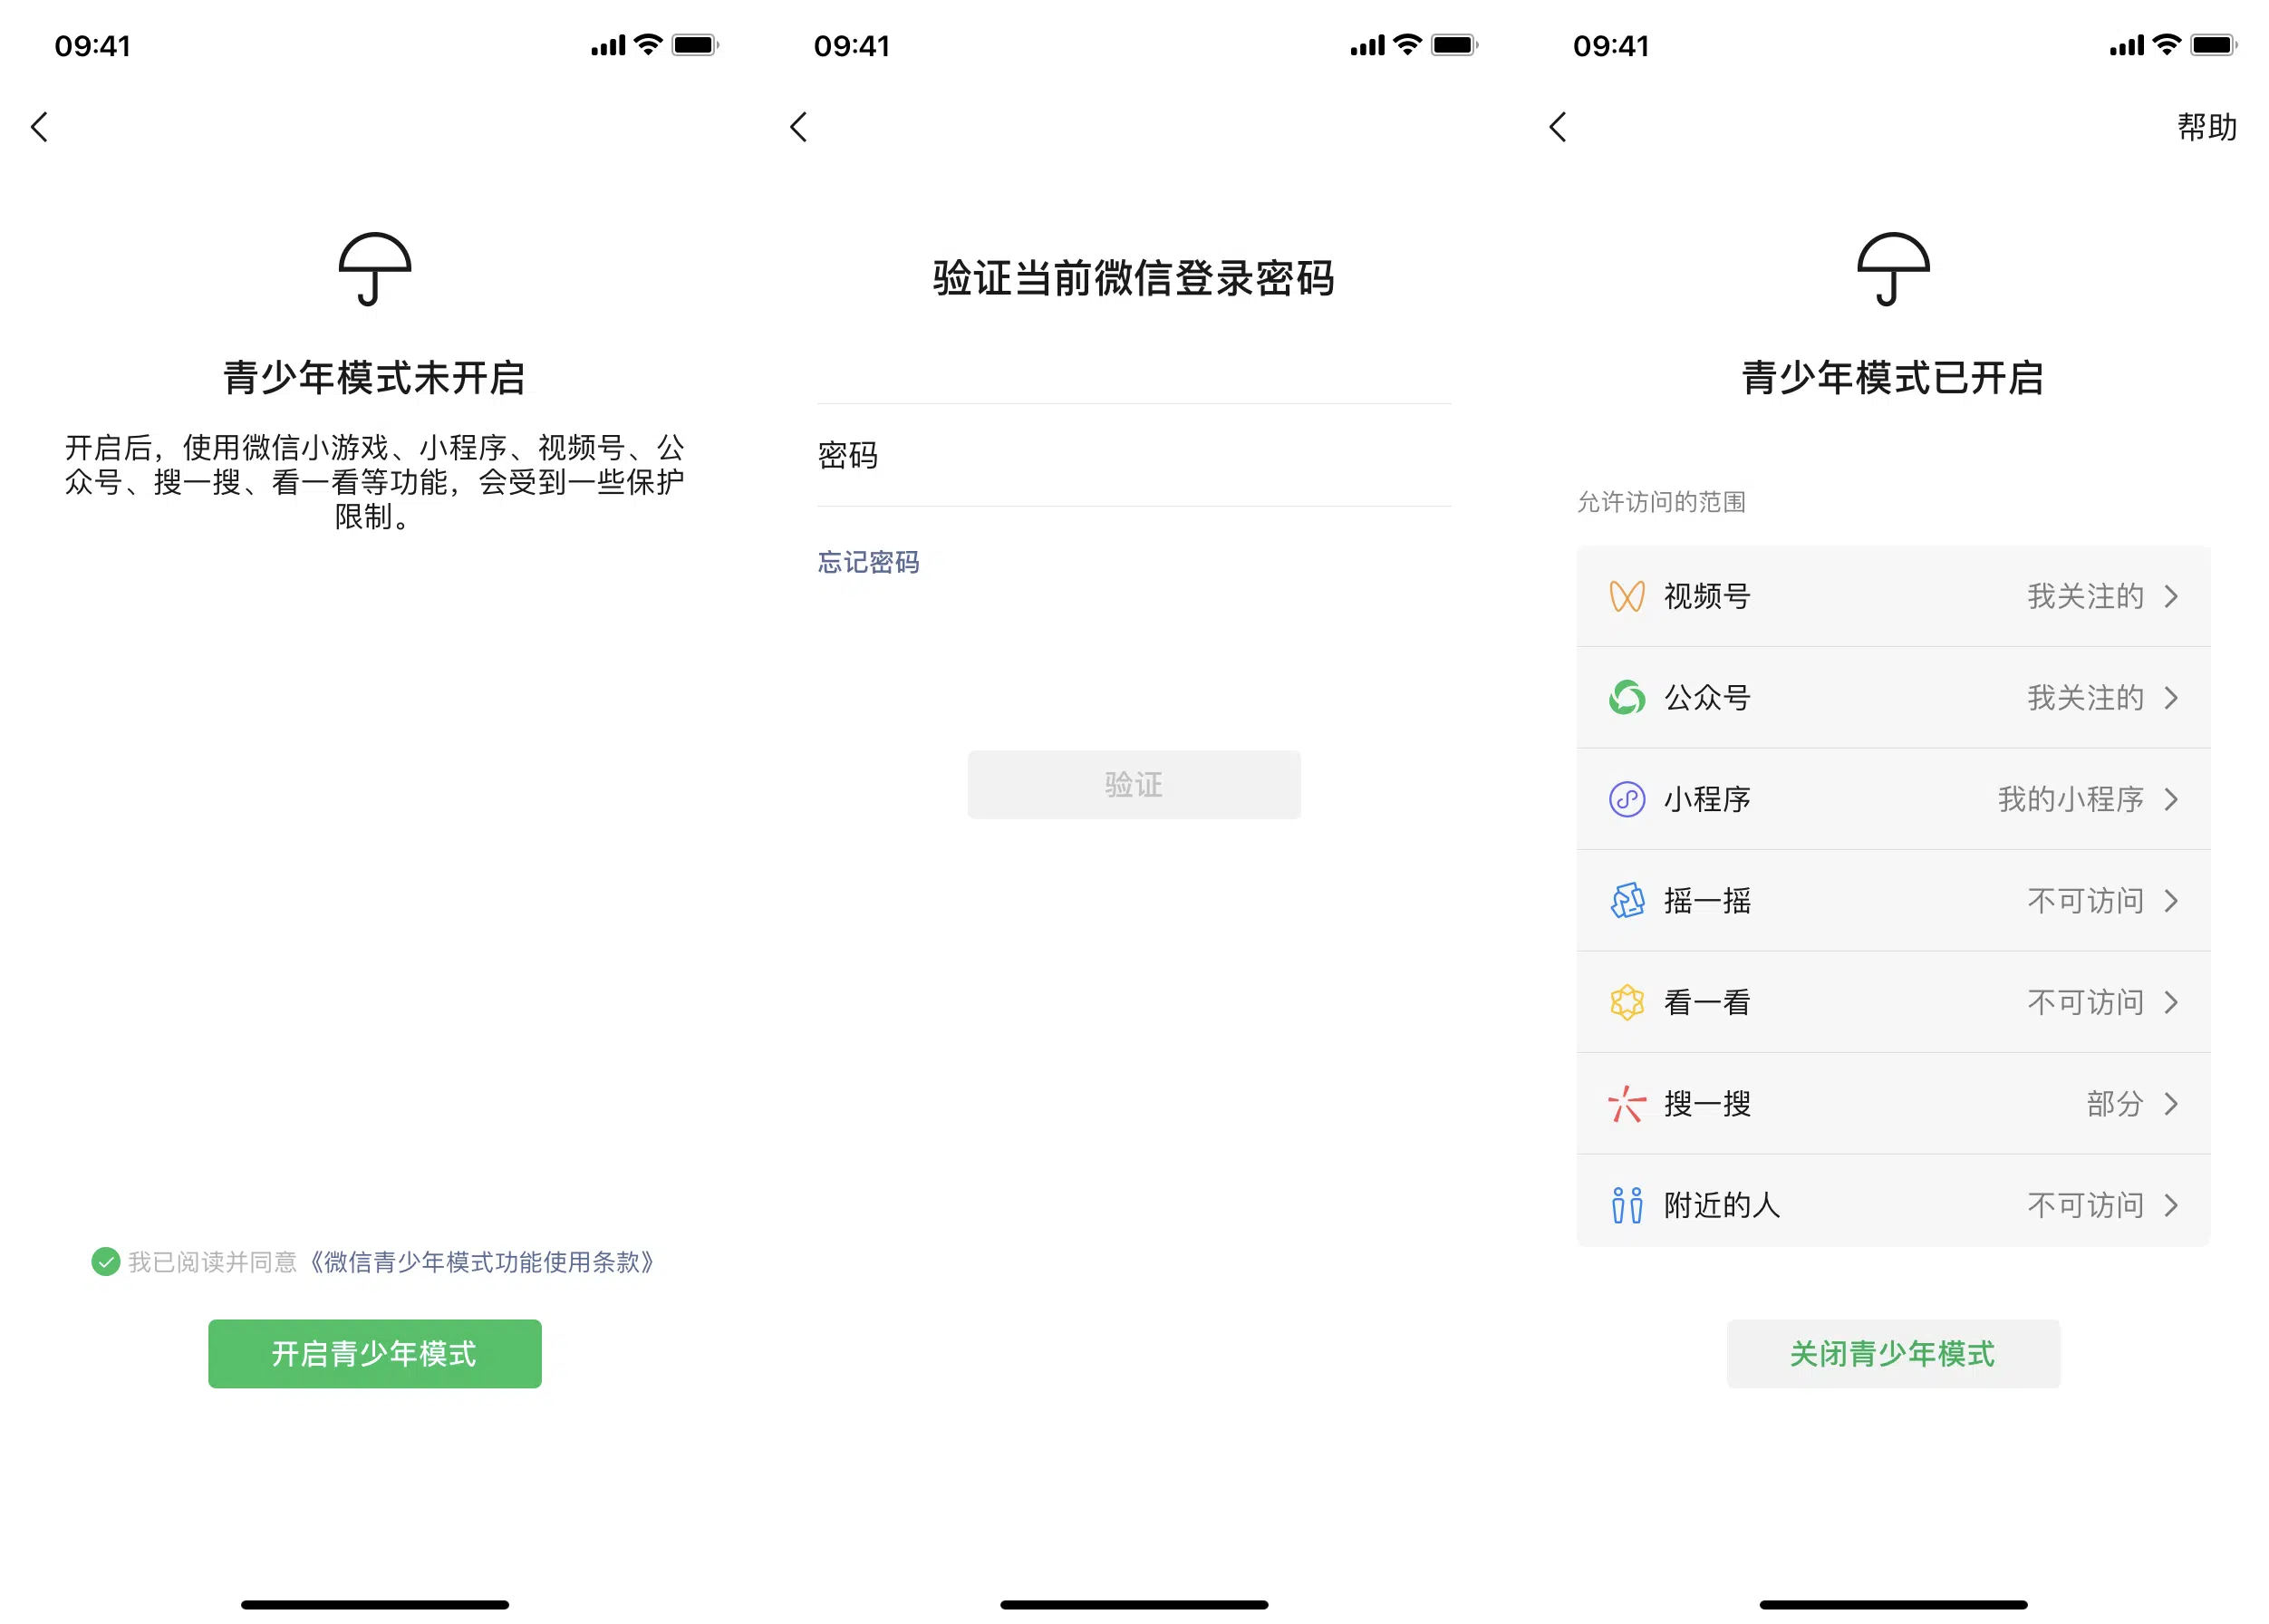 09:41
青少年模式未开启
开启后，使用微信小游戏、小程序、视频号、公
众号、搜一搜、看一看等功能，会受到一些保护
限制。
我已阅读并同意《微信青少年模式功能使用条款》
开启青少年模式
09:41
验证当前微信登录密码
密码
忘记密码
验证
09:41
帮助
青少年模式已开启
允许访问的范围
视频号 我关注的
公众号 我关注的
小程序 我的小程序
摇一摇 不可访问
看一看 不可访问
搜一搜 部分
附近的人 不可访问
关闭青少年模式